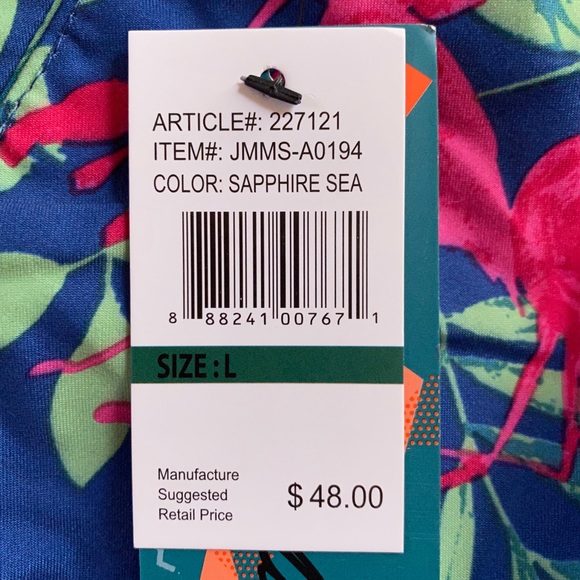 ARTICLE#: 227121
ITEM#: JMMS-A0194
COLOR: SAPPHIRE SEA
8 88241 00767 1
SIZE : L
Manufacture
Suggested
Retail Price
$ 48.00